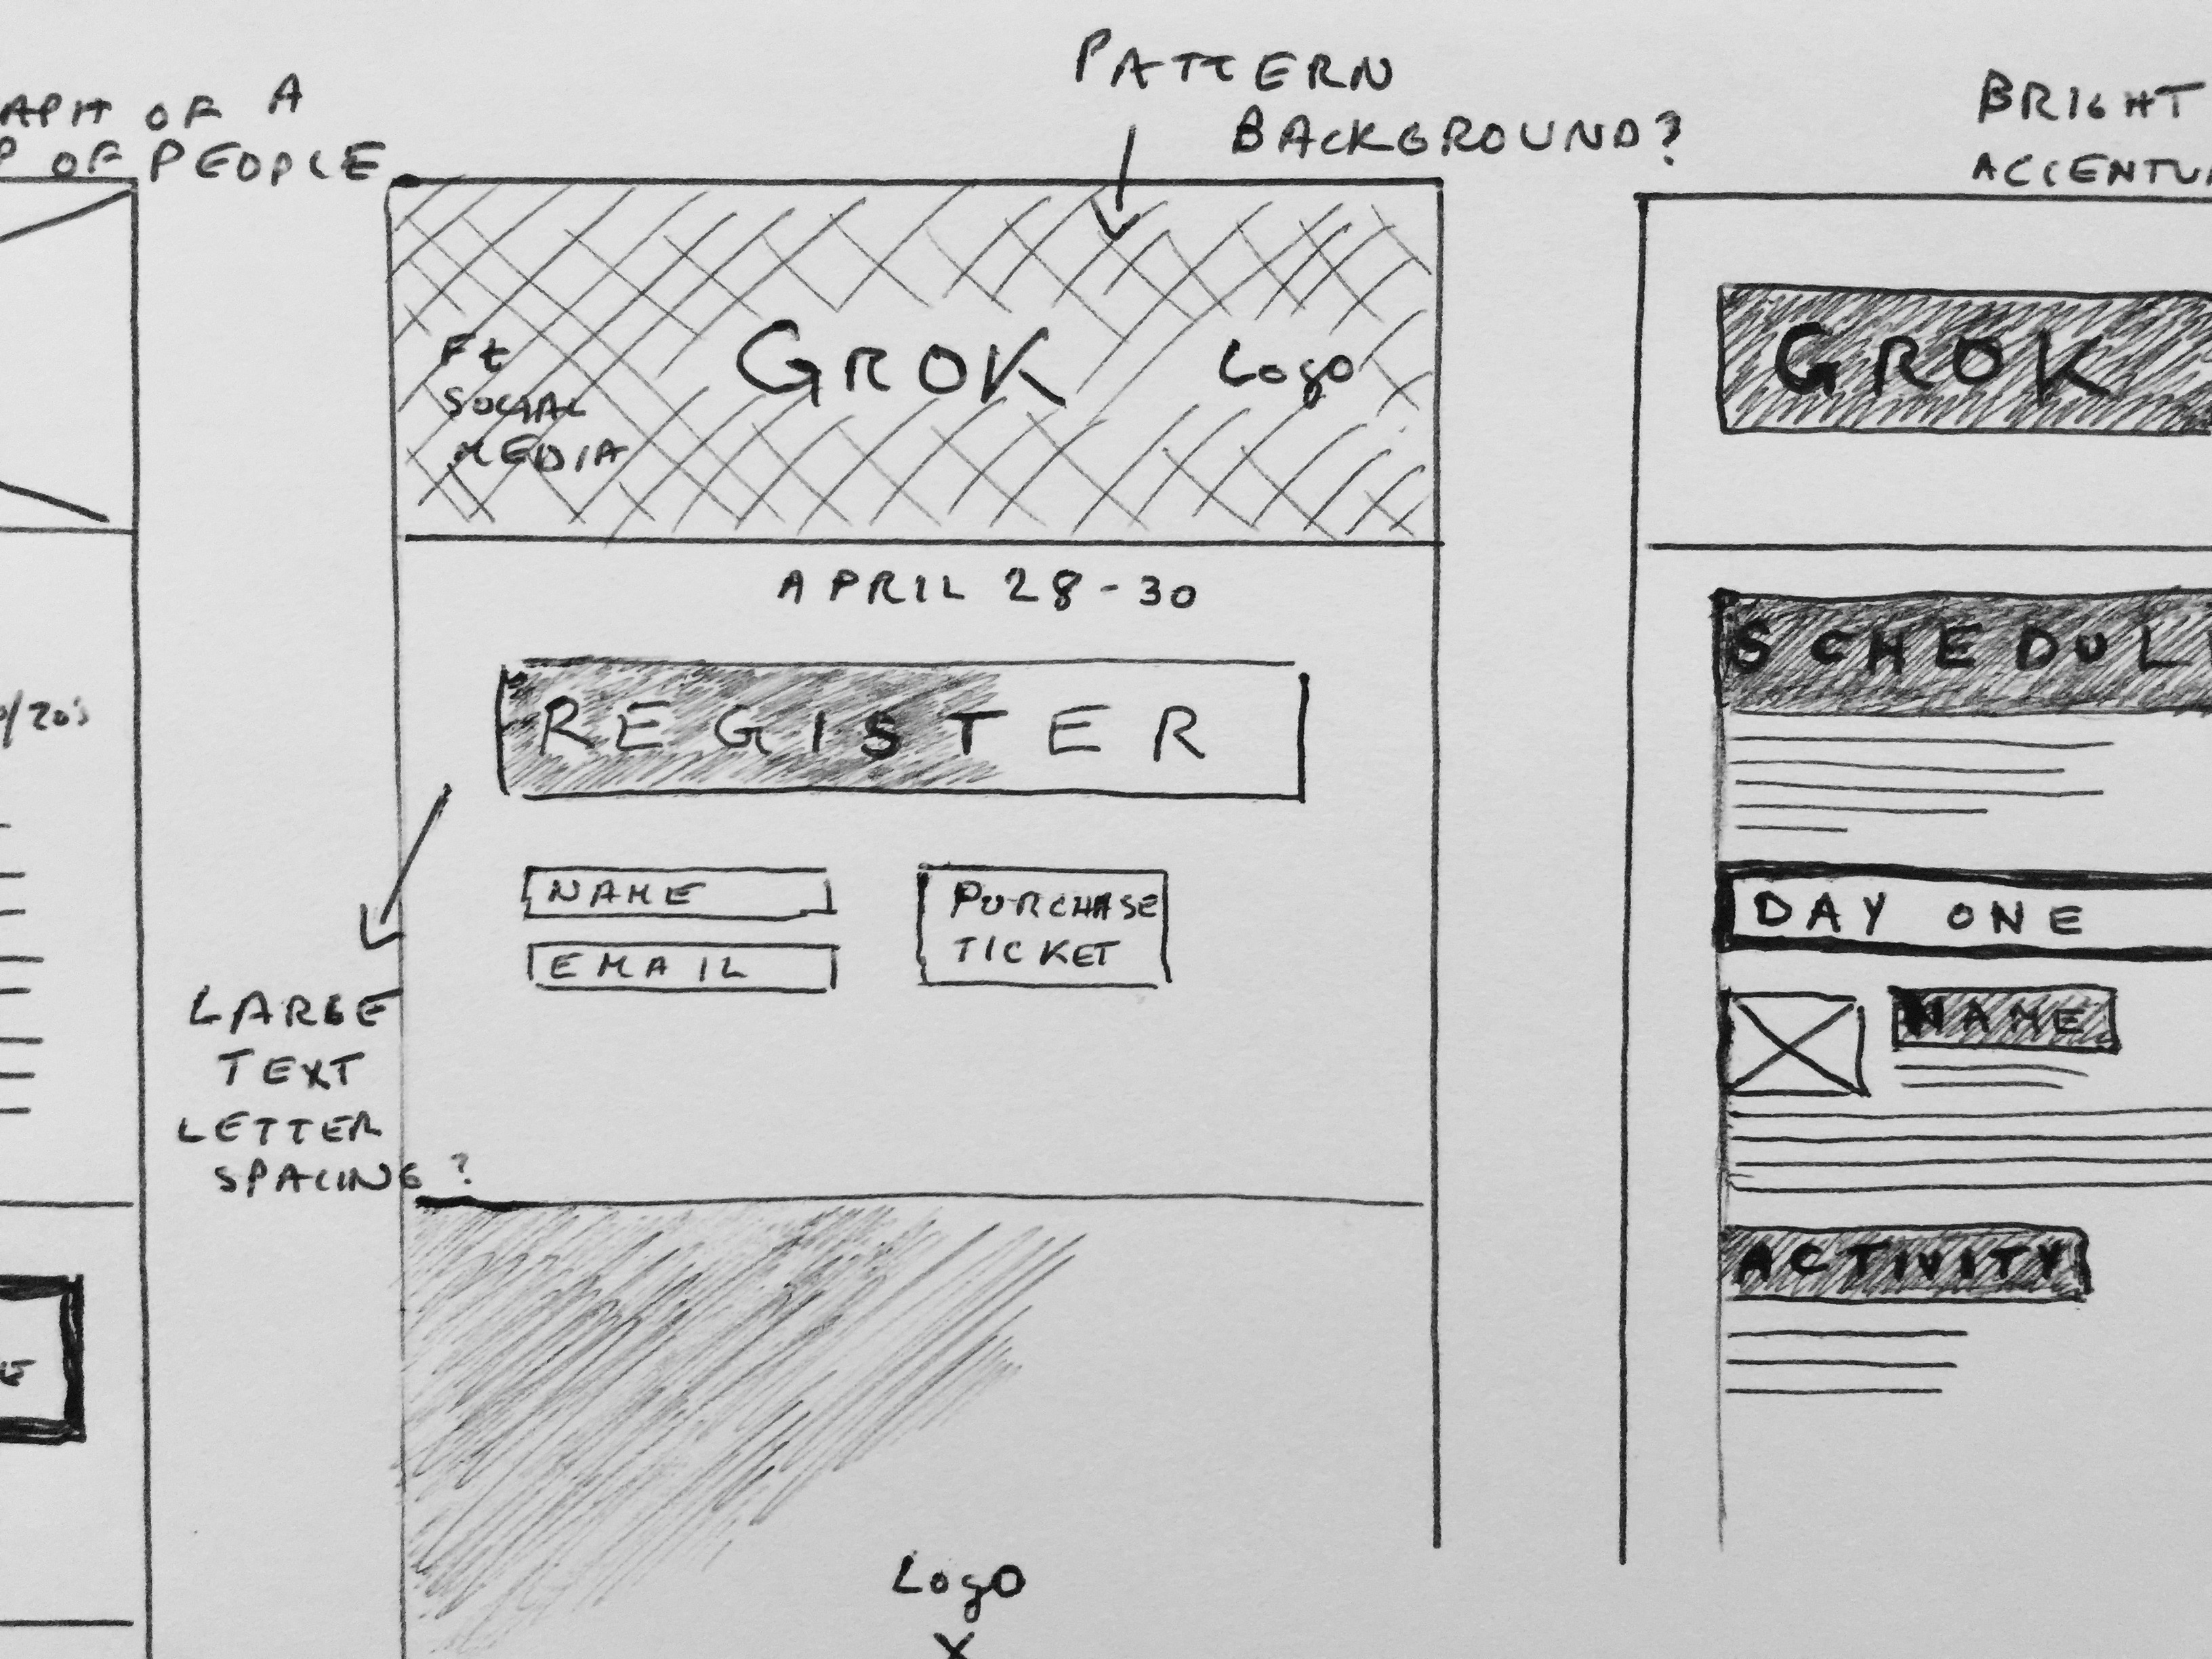 APH OF A
P OF PEOPLE
/20's
PATTERN
BACKGROUND?
Ft
SOCIAL
MEDIA
GROK
Logo
APRIL 28-30
REGISTER
NAME
EMAIL
PURCHASE
TICKET
LARGE
TEXT
LETTER
SPACING?
Logo
X
BRIGHT
ACCENTU
GROK
SCHEDUL
DAY ONE
NAME
ACTIVITY